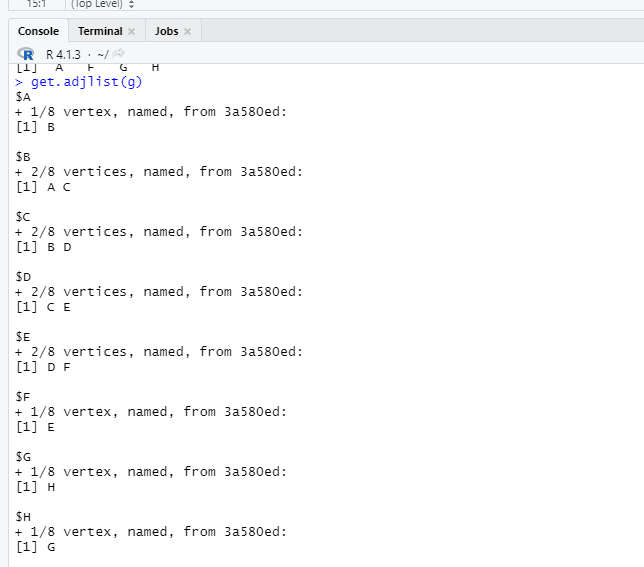 15:1 (Top Level)
Console Terminal Jobs
R 4.1.3 · ~/
[1] A F G H
> get.adjlist(g)
$A
+ 1/8 vertex, named, from 3a580ed:
[1] B
$B
+ 2/8 vertices, named, from 3a580ed:
[1] A C
$C
+ 2/8 vertices, named, from 3a580ed:
[1] B D
$D
+ 2/8 vertices, named, from 3a580ed:
[1] C E
$E
+ 2/8 vertices, named, from 3a580ed:
[1] D F
$F
+ 1/8 vertex, named, from 3a580ed:
[1] E
$G
+ 1/8 vertex, named, from 3a580ed:
[1] H
$H
+ 1/8 vertex, named, from 3a580ed:
[1] G